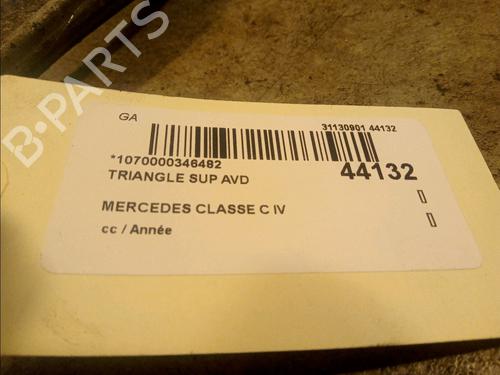 B-PARTS
GA
31130901 44132
*1070000346482
44132
TRIANGLE SUP AVD
MERCEDES CLASSE C IV
cc / Année